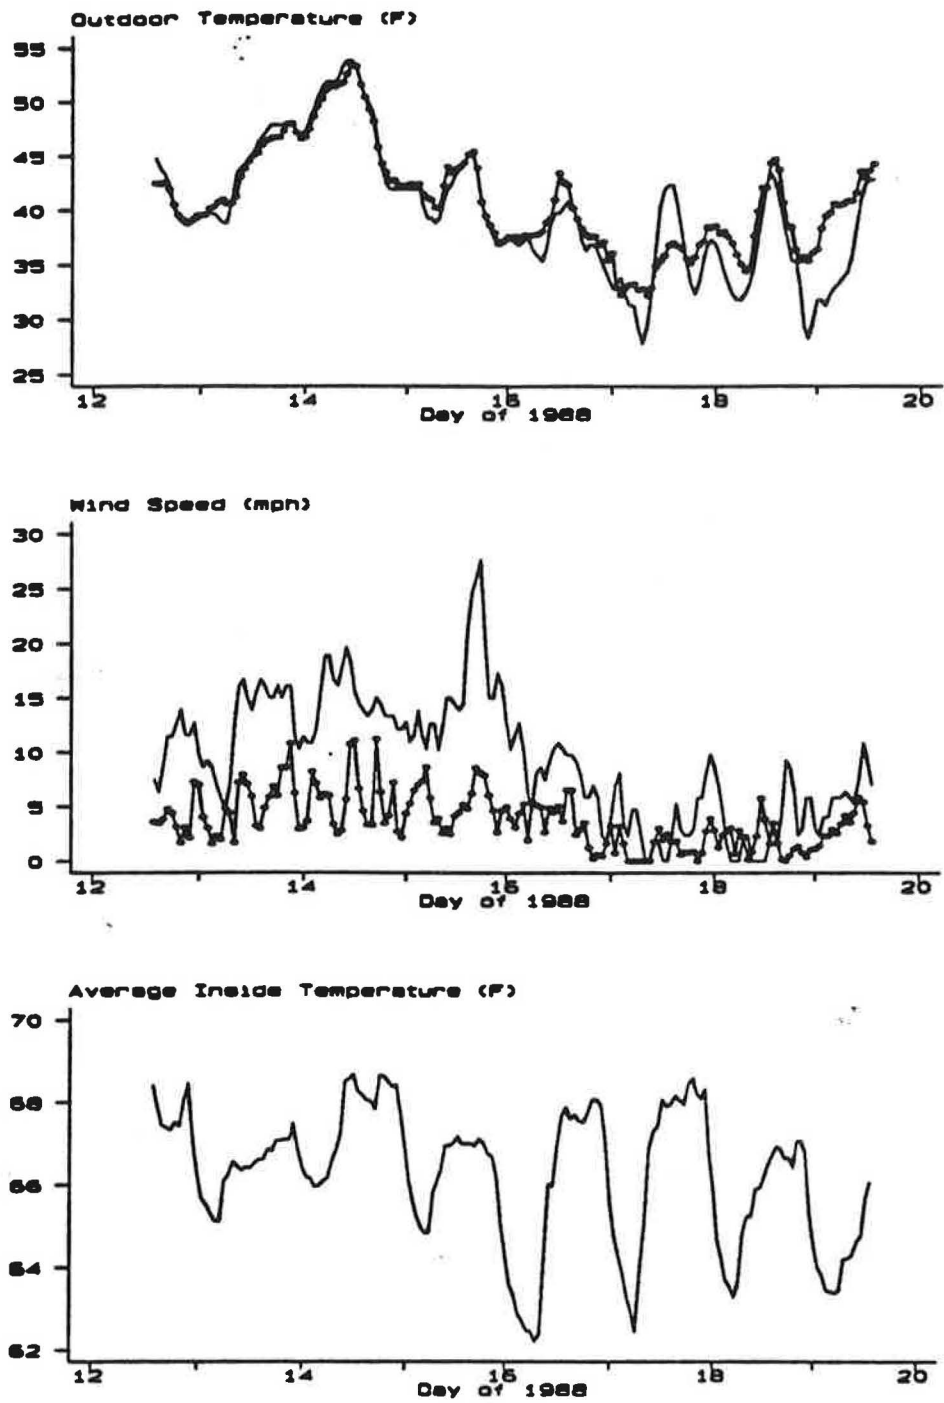 Outdoor Temperature (F)
55
50
45
40
35
30
25
12 14 16 18 20
Day of 1988
Wind Speed (mph)
30
25
20
15
10
5
0
12 14 16 18 20
Day of 1988
Average Inside Temperature (F)
70
68
66
64
62
12 14 16 18 20
Day of 1988